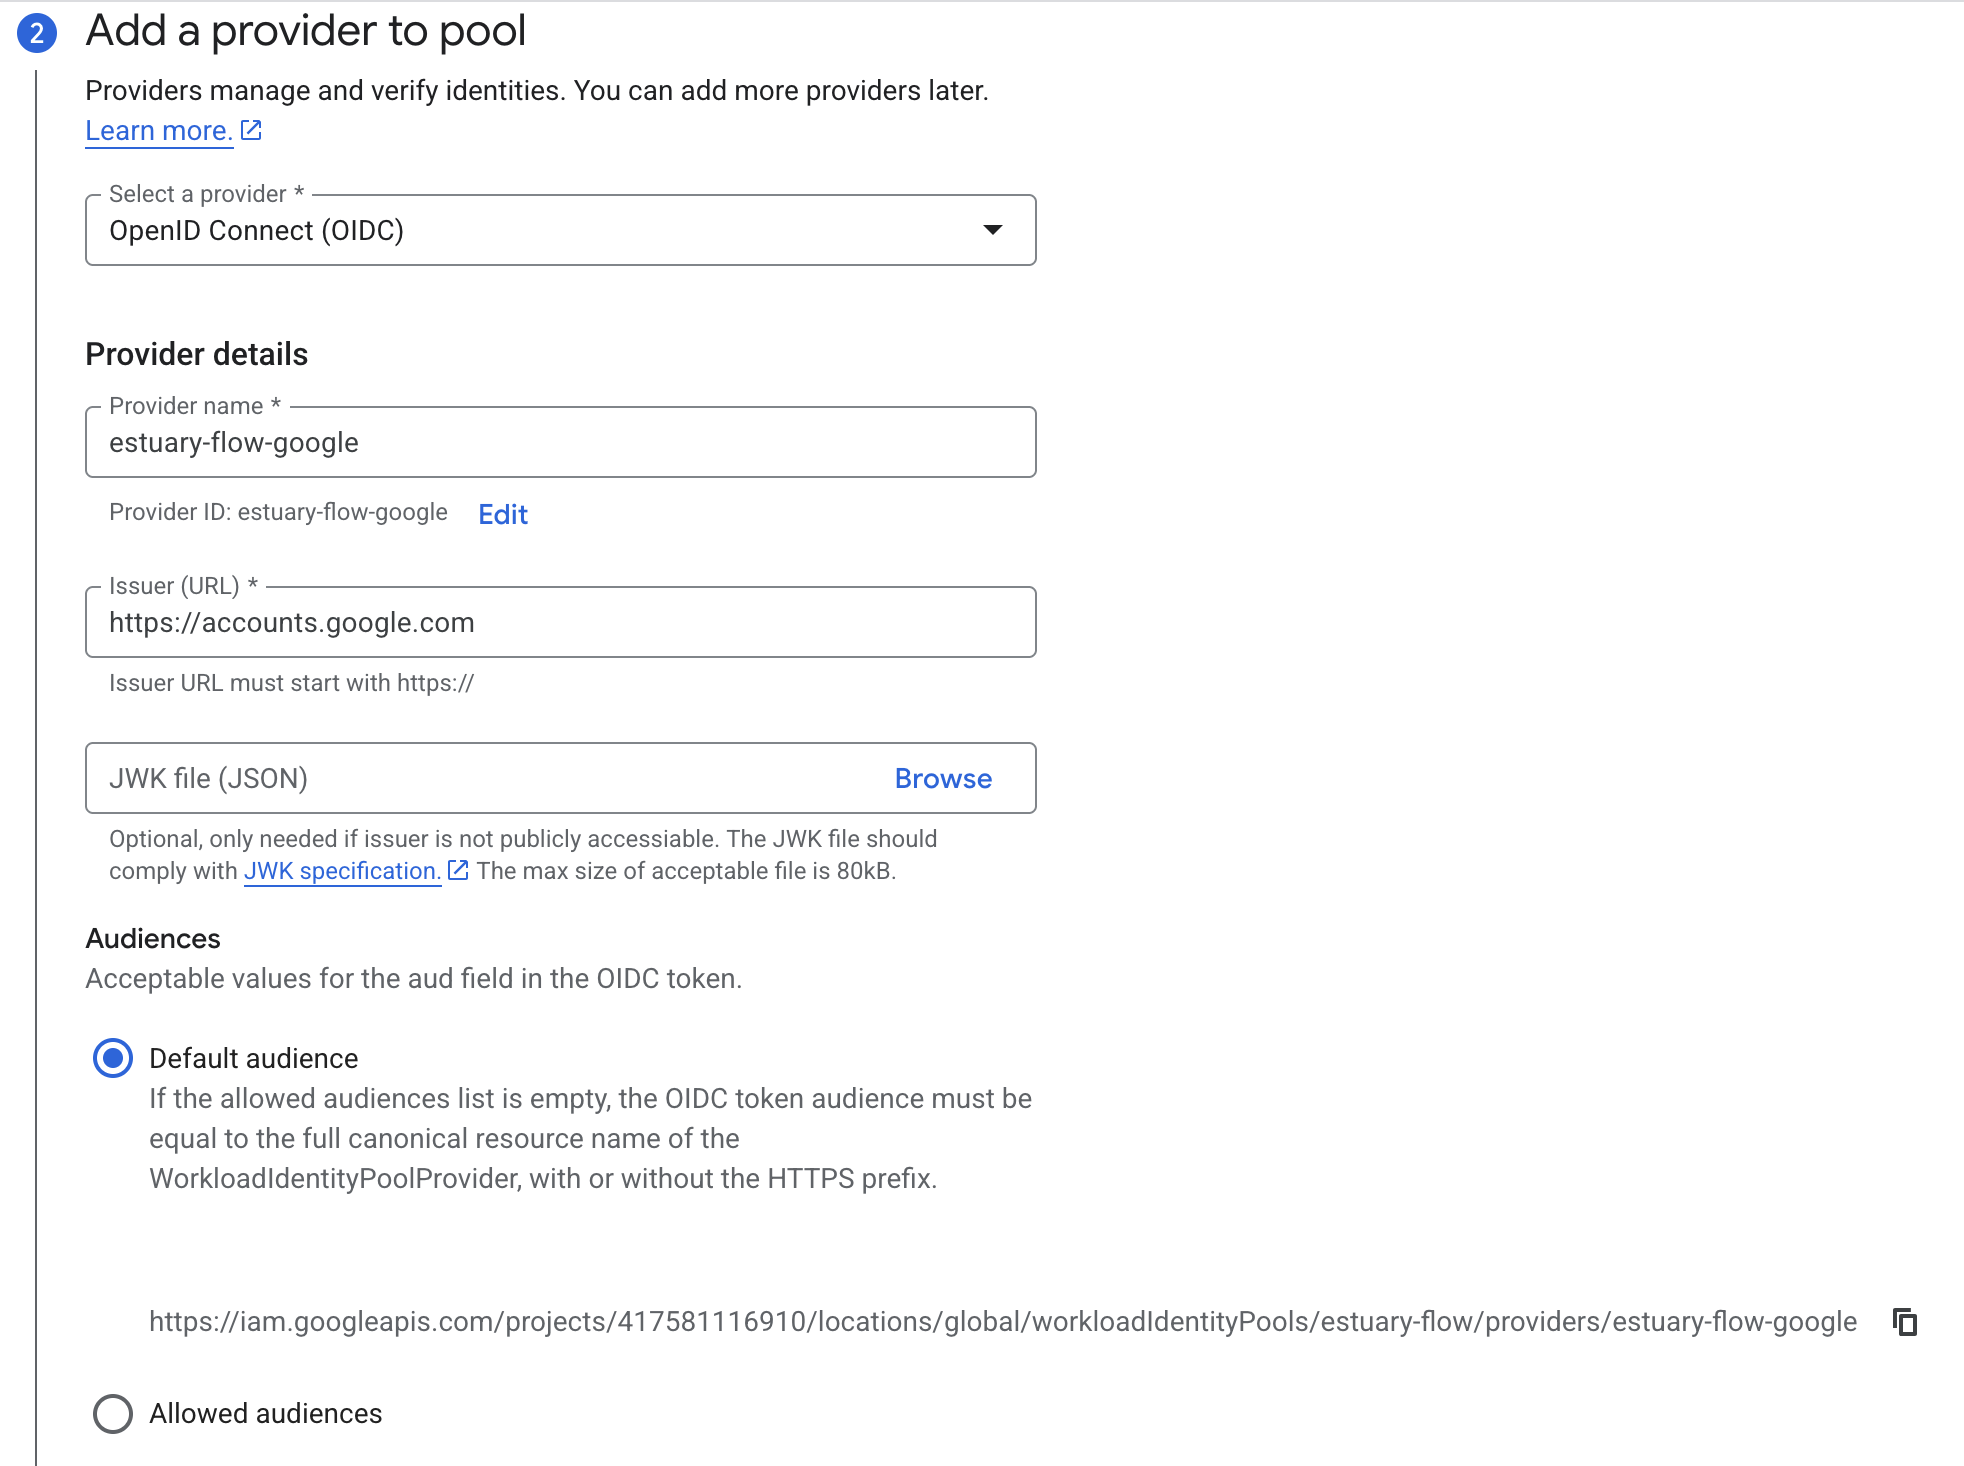 2
Add a provider to pool
Providers manage and verify identities. You can add more providers later.
Learn more.
Select a provider *
OpenID Connect (OIDC)
Provider details
Provider name *
estuary-flow-google
Provider ID: estuary-flow-google Edit
Issuer (URL) *
https://accounts.google.com
Issuer URL must start with https://
JWK file (JSON) Browse
Optional, only needed if issuer is not publicly accessiable. The JWK file should
comply with JWK specification. The max size of acceptable file is 80kB.
Audiences
Acceptable values for the aud field in the OIDC token.
Default audience
If the allowed audiences list is empty, the OIDC token audience must be
equal to the full canonical resource name of the
WorkloadIdentityPoolProvider, with or without the HTTPS prefix.
https://iam.googleapis.com/projects/417581116910/locations/global/workloadIdentityPools/estuary-flow/providers/estuary-flow-google
Allowed audiences